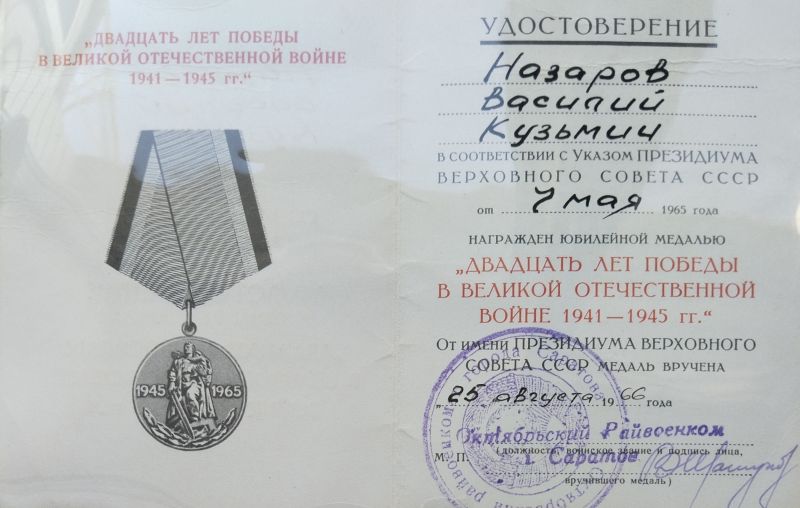 „ДВАДЦАТЬ ЛЕТ ПОБЕДЫ
В ВЕЛИКОЙ ОТЕЧЕСТВЕННОЙ ВОЙНЕ
1941—1945 гг.“
1945 1965
УДОСТОВЕРЕНИЕ
Назаров
Василий
Кузьмич
В СООТВЕТСТВИИ С УКАЗОМ ПРЕЗИДИУМА
ВЕРХОВНОГО СОВЕТА СССР
от 7 мая 1965 года
НАГРАЖДЕН ЮБИЛЕЙНОЙ МЕДАЛЬЮ
„ДВАДЦАТЬ ЛЕТ ПОБЕДЫ
В ВЕЛИКОЙ ОТЕЧЕСТВЕННОЙ
ВОЙНЕ 1941—1945 гг.“
От имени ПРЕЗИДИУМА ВЕРХОВНОГО
СОВЕТА СССР МЕДАЛЬ ВРУЧЕНА
„25 августа 1966 года
Октябрьский Райвоенком
М. П. (должность, воинское звание и подпись лица,
г. Саратов
вручившего медаль)
города Саратова